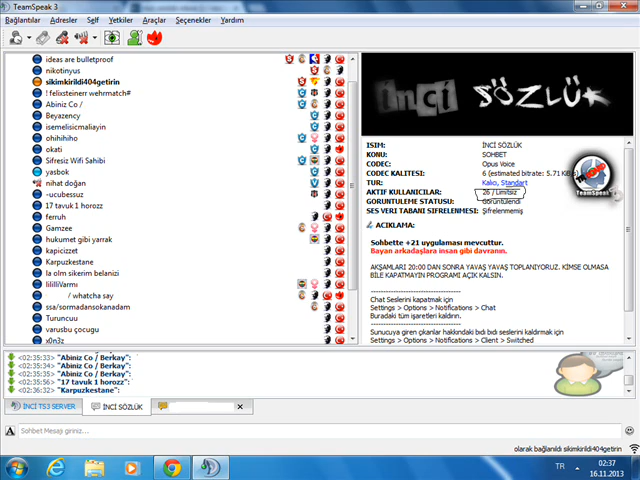 TeamSpeak 3
Bağlantılar Adresler Self Yetkiler Araçlar Seçenekler Yardım
ideas are bulletproof
nikotinyus
sikimkirildi404getirin
! felixsteinerr wehrmatch#
Abiniz Co /
Beyazency
isemelisicmaliayin
ohihihiho
okati
Sifresiz Wifi Sahibi
yasbok
nihat doğan
-ucubessuz
17 tavuk 1 horozz
ferruh
Gamzee
hukumet gibi yarrak
kapicizzet
Karpuzkestane
la olm sikerim belanizi
lililliVarmı
/ whatcha say
ssa/sormadansokanadam
Turuncuu
varusbu çocugu
x0n3z
inci SÖZLÜK
ISIM: İNCİ SÖZLÜK
KONU: SOHBET
CODEC: Opus Voice
CODEC KALITESI: 6 (estimated bitrate: 5.71 KiB/s)
TUR: Kalıcı, Standart
AKTIF KULLANICILAR: 26 / Limitsiz
GORUNTULEME STATUSU: Görüntülendi
SES VERI TABANI SIFRELENMESI: Şifrelenmemiş
TeamSpeak
ACIKLAMA:
Sohbette +21 uygulaması mevcuttur.
Bayan arkadaşlara insan gibi davranın.
AKŞAMLARI 20:00 DAN SONRA YAVAŞ YAVAŞ TOPLANIYORUZ. KİMSE OLMASA
BİLE KAPATMAYIN PROGRAMI AÇIK KALSIN.
Chat Seslerini kapatmak için
Settings > Options > Notifications > Chat
Buradaki tüm işaretleri kaldırın.
Sunucuya giren çıkanlar hakkındaki bıdı bıdı seslerini kaldırmak için
Settings > Options > Notifications > Client > Switched
<02:35:33> "Abiniz Co / Berkay":
<02:35:34> "Abiniz Co / Berkay":
<02:35:35> "Abiniz Co / Berkay":
<02:35:56> "17 tavuk 1 horozz":
<02:36:32> "Karpuzkestane":
İNCİ TS3 SERVER İNCİ SÖZLÜK
Sohbet Mesajı giriniz...
olarak bağlanıldı sikimkirildi404getirin
TR
02:37
16.11.2013